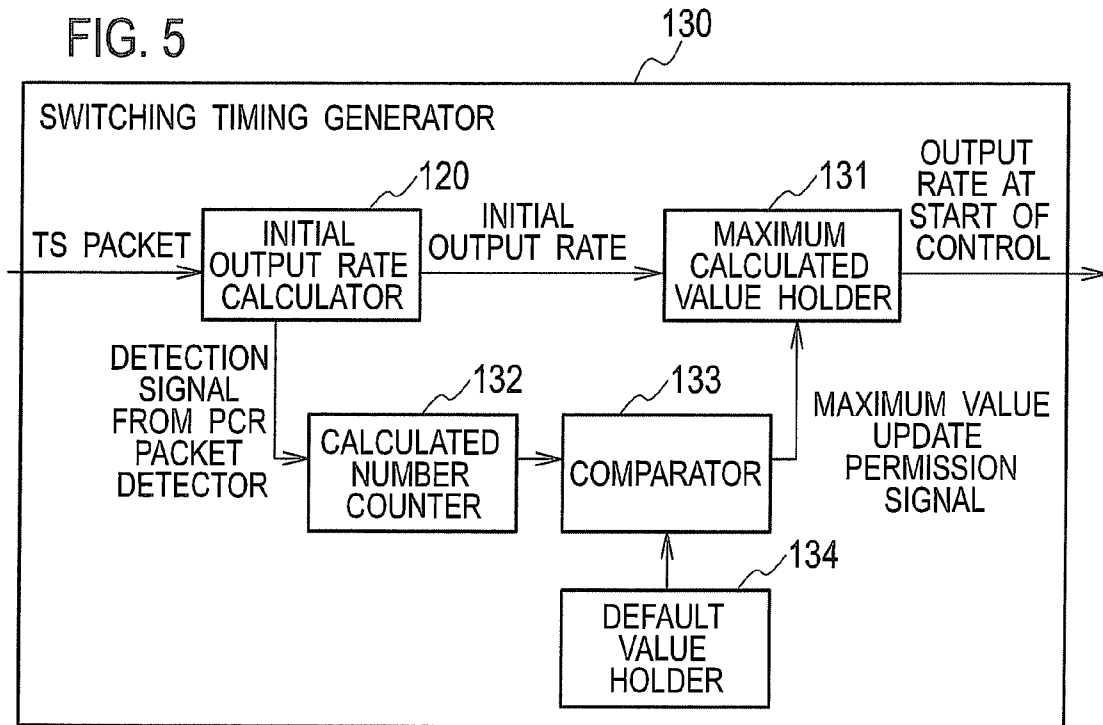 FIG. 5
130
SWITCHING TIMING GENERATOR
120
131
OUTPUT
RATE AT
START OF
CONTROL
TS PACKET
INITIAL
OUTPUT RATE
CALCULATOR
INITIAL
OUTPUT RATE
MAXIMUM
CALCULATED
VALUE HOLDER
DETECTION
SIGNAL
FROM PCR
PACKET
DETECTOR
132
CALCULATED
NUMBER
COUNTER
133
COMPARATOR
MAXIMUM VALUE
UPDATE
PERMISSION
SIGNAL
134
DEFAULT
VALUE
HOLDER